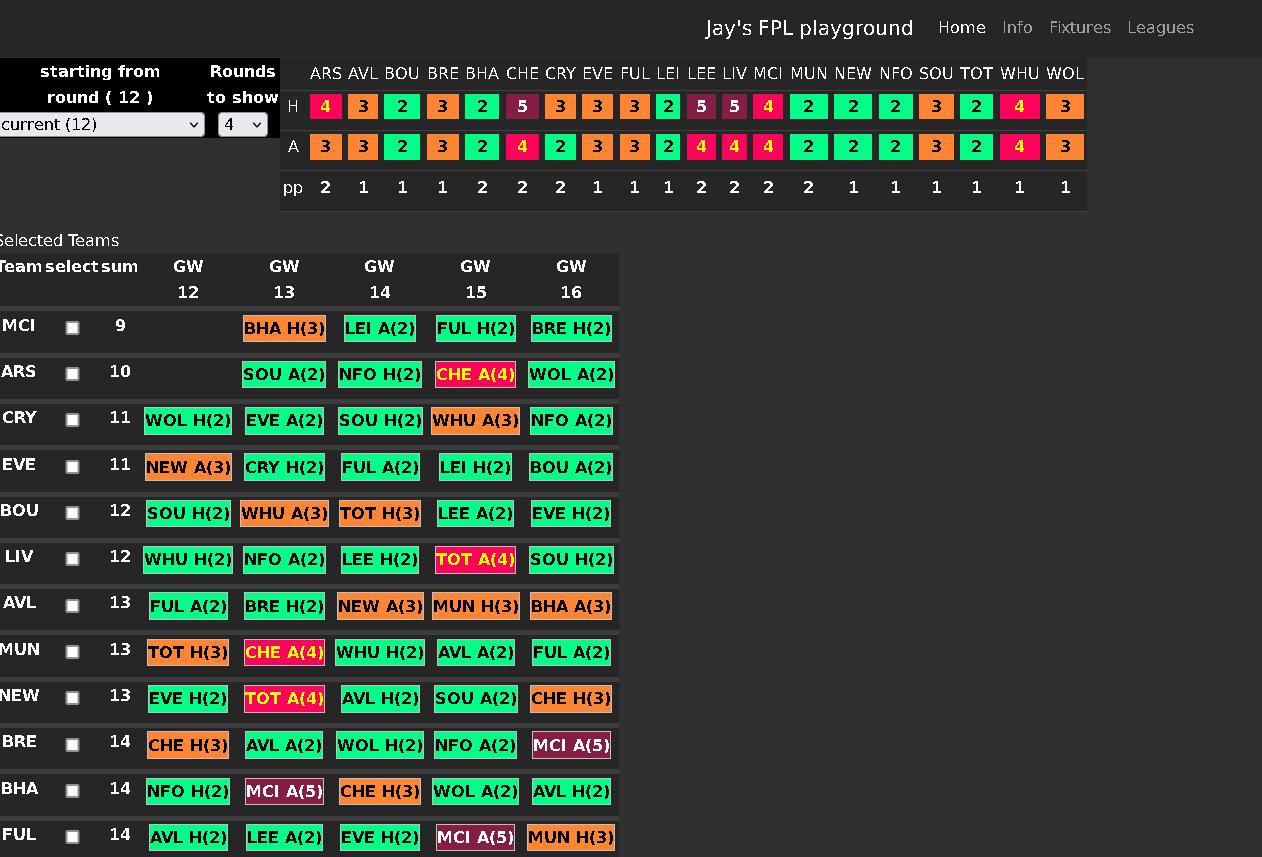 Jay's FPL playground Home Info Fixtures Leagues
starting from round ( 12 ) Rounds to show
current (12) 4
ARS AVL BOU BRE BHA CHE CRY EVE FUL LEI LEE LIV MCI MUN NEW NFO SOU TOT WHU WOL
H 4 3 2 3 2 5 3 3 3 2 5 5 4 2 2 2 3 2 4 3
A 3 3 2 3 2 4 2 3 3 2 4 4 4 2 2 2 3 2 4 3
pp 2 1 1 1 2 2 2 1 1 1 2 2 2 2 1 1 1 1 1 1
Selected Teams
Team select sum GW 12 GW 13 GW 14 GW 15 GW 16
MCI 9 BHA H(3) LEI A(2) FUL H(2) BRE H(2)
ARS 10 SOU A(2) NFO H(2) CHE A(4) WOL A(2)
CRY 11 WOL H(2) EVE A(2) SOU H(2) WHU A(3) NFO A(2)
EVE 11 NEW A(3) CRY H(2) FUL A(2) LEI H(2) BOU A(2)
BOU 12 SOU H(2) WHU A(3) TOT H(3) LEE A(2) EVE H(2)
LIV 12 WHU H(2) NFO A(2) LEE H(2) TOT A(4) SOU H(2)
AVL 13 FUL A(2) BRE H(2) NEW A(3) MUN H(3) BHA A(3)
MUN 13 TOT H(3) CHE A(4) WHU H(2) AVL A(2) FUL A(2)
NEW 13 EVE H(2) TOT A(4) AVL H(2) SOU A(2) CHE H(3)
BRE 14 CHE H(3) AVL A(2) WOL H(2) NFO A(2) MCI A(5)
BHA 14 NFO H(2) MCI A(5) CHE H(3) WOL A(2) AVL H(2)
FUL 14 AVL H(2) LEE A(2) EVE H(2) MCI A(5) MUN H(3)